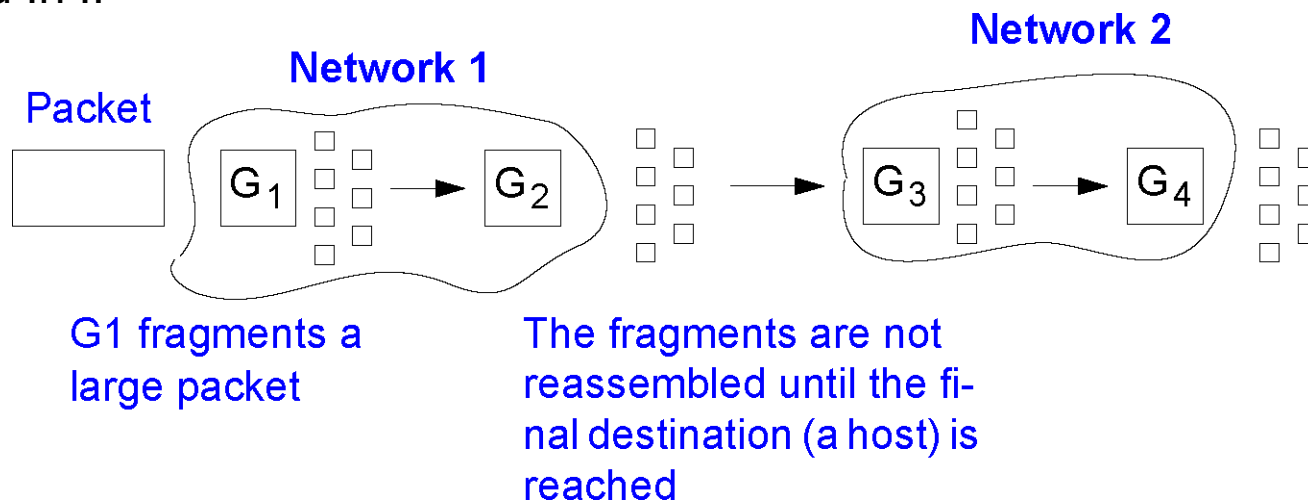 Network 2
Network 1
Packet
G1
G2
G3
G4
G1 fragments a
large packet
The fragments are not
reassembled until the fi-
nal destination (a host) is
reached